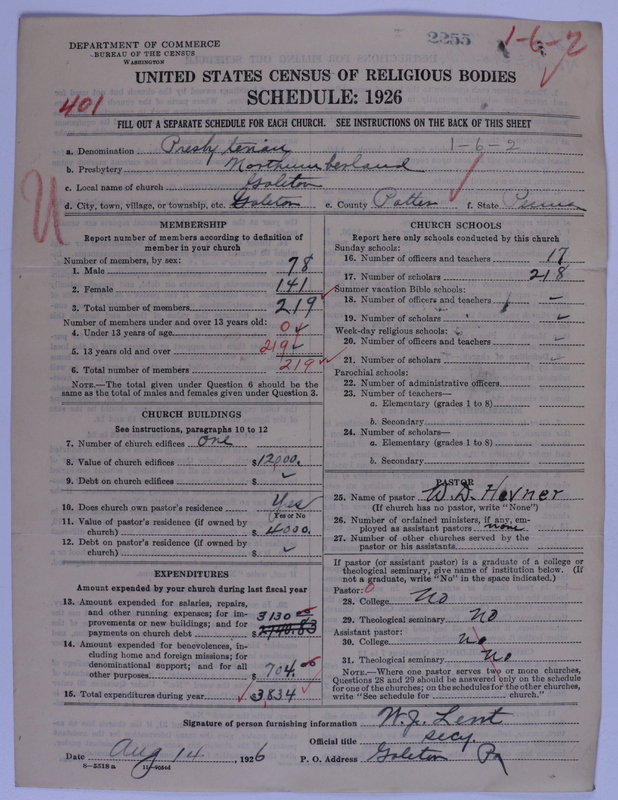 DEPARTMENT OF COMMERCE
BUREAU OF THE CENSUS
WASHINGTON
2255
1-6-2
UNITED STATES CENSUS OF RELIGIOUS BODIES
SCHEDULE: 1926
401
FILL OUT A SEPARATE SCHEDULE FOR EACH CHURCH. SEE INSTRUCTIONS ON THE BACK OF THIS SHEET
a. Denomination Presbyterian 1-6-2
b. Presbytery Northumberland
c. Local name of church Galeton
d. City, town, village, or township, etc. Galeton e. County Potter f. State Penna
MEMBERSHIP
Report number of members according to definition of member in your church
Number of members, by sex:
1. Male 78
2. Female 141
3. Total number of members 219
Number of members under and over 13 years old:
4. Under 13 years of age 0
5. 13 years old and over 219
6. Total number of members 219
NOTE.—The total given under Question 6 should be the same as the total of males and females given under Question 3.
CHURCH BUILDINGS
See instructions, paragraphs 10 to 12
7. Number of church edifices one
8. Value of church edifices $12000.
9. Debt on church edifices $ -
10. Does church own pastor's residence Yes
(Yes or No
11. Value of pastor's residence (if owned by
church) $ 4000.
12. Debt on pastor's residence (if owned by
church) $ -
EXPENDITURES
Amount expended by your church during last fiscal year
13. Amount expended for salaries, repairs,
and other running expenses; for im-
provements or new buildings; and for 3130 00
payments on church debt $
14. Amount expended for benevolences, in-
cluding home and foreign missions; for
denominational support; and for all
other purposes $ 704.00
15. Total expenditures during year $3834
CHURCH SCHOOLS
Report here only schools conducted by this church
Sunday schools:
16. Number of officers and teachers 17
17. Number of scholars 218
Summer vacation Bible schools:
18. Number of officers and teachers -
19. Number of scholars -
Week-day religious schools:
20. Number of officers and teachers -
21. Number of scholars -
Parochial schools:
22. Number of administrative officers
23. Number of teachers—
a. Elementary (grades 1 to 8)
b. Secondary
24. Number of scholars—
a. Elementary (grades 1 to 8)
b. Secondary
PASTOR
25. Name of pastor W. D. Hevner
(If church has no pastor, write "None")
26. Number of ordained ministers, if any, em-
ployed as assistant pastors none
27. Number of other churches served by the
pastor or his assistants
If pastor (or assistant pastor) is a graduate of a college or
theological seminary, give name of institution below. (If
not a graduate, write "No" in the space indicated.)
Pastor: 0
28. College No
29. Theological seminary No
Assistant pastor:
30. College no
31. Theological seminary No
NOTE.—Where one pastor serves two or more churches,
Questions 28 and 29 should be answered only on the schedule
for one of the churches; on the schedules for the other churches,
write "See schedule for ........ church."
Signature of person furnishing information W. J. Lent
Official title Secy.
Date Aug 14, 1926 P. O. Address Galeton Pa
8-5518 a